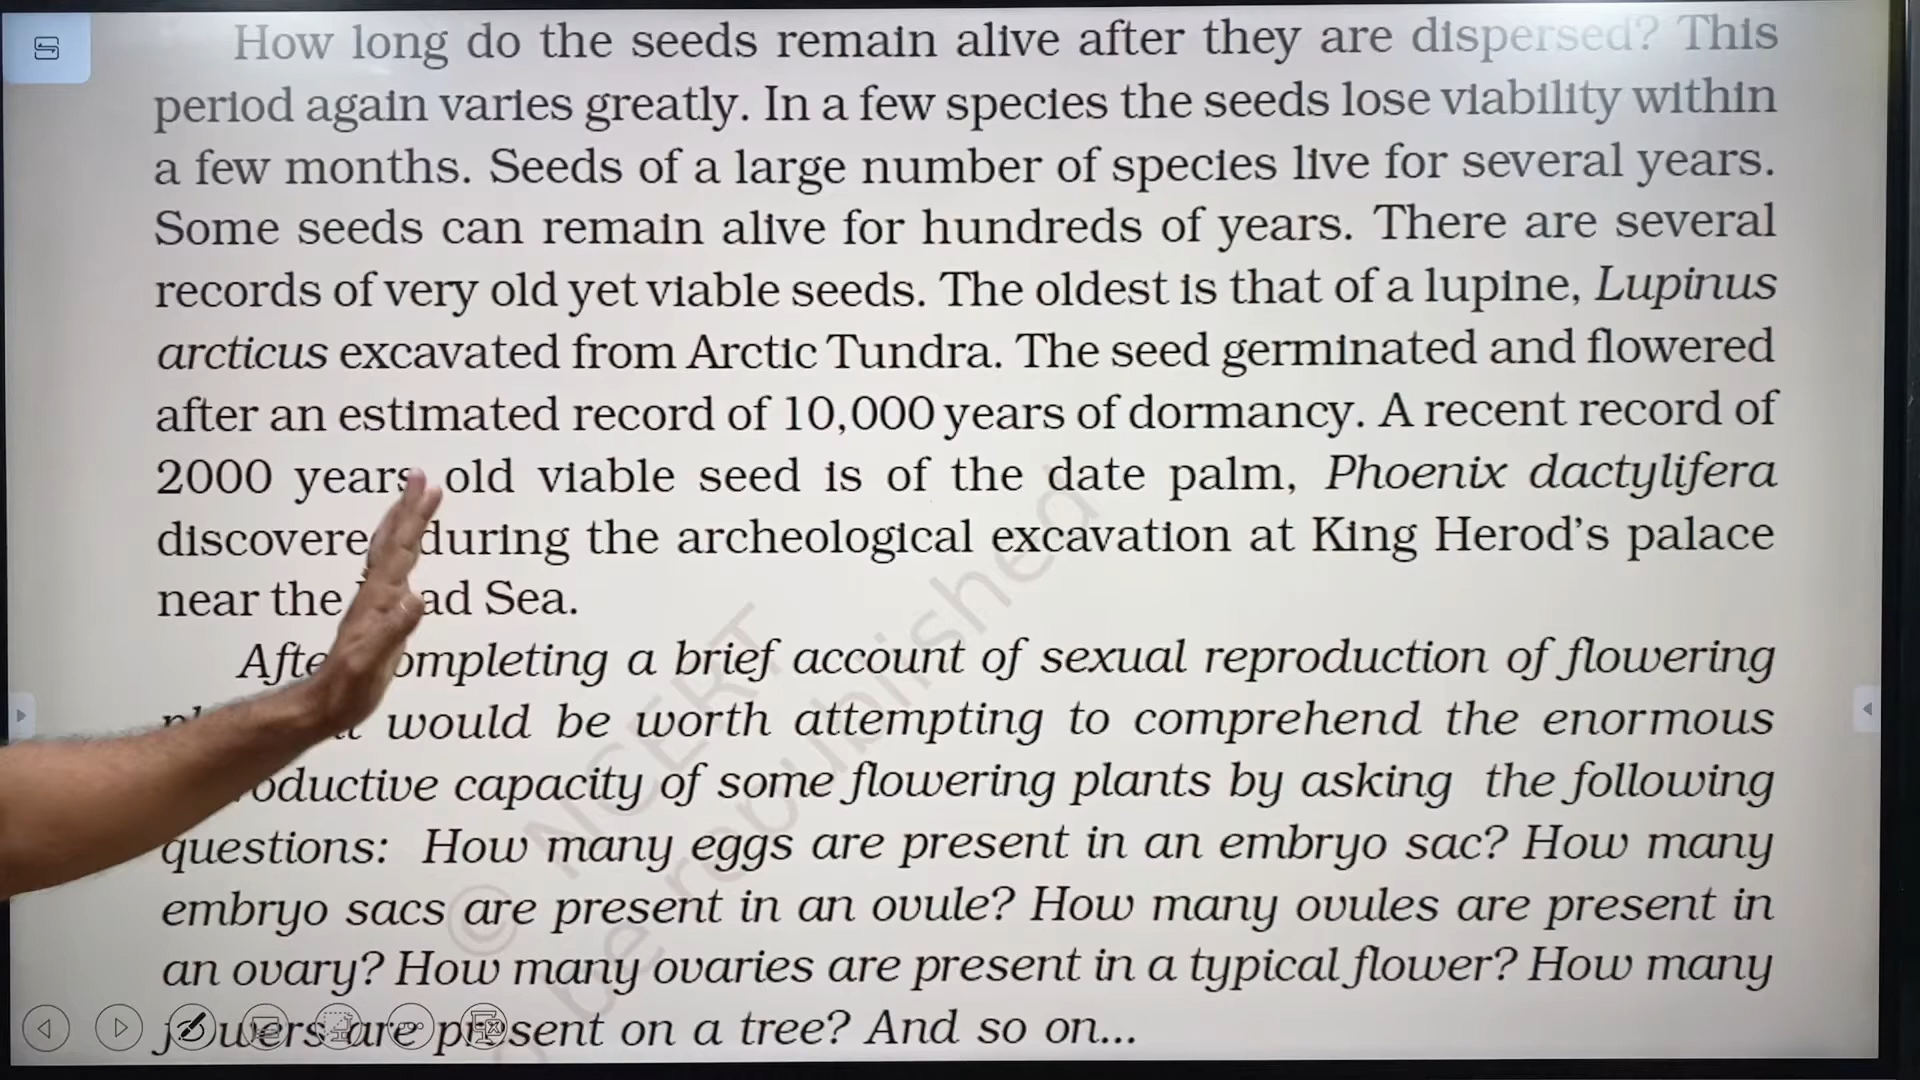 How long do the seeds remain alive after they are dispersed? This
period again varies greatly. In a few species the seeds lose viability within
a few months. Seeds of a large number of species live for several years.
Some seeds can remain alive for hundreds of years. There are several
records of very old yet viable seeds. The oldest is that of a lupine, Lupinus
arcticus excavated from Arctic Tundra. The seed germinated and flowered
after an estimated record of 10,000 years of dormancy. A recent record of
2000 years old viable seed is of the date palm, Phoenix dactylifera
discovere during the archeological excavation at King Herod's palace
near the ad Sea.
Afte ompleting a brief account of sexual reproduction of flowering
would be worth attempting to comprehend the enormous
oductive capacity of some flowering plants by asking the following
questions: How many eggs are present in an embryo sac? How many
embryo sacs are present in an ovule? How many ovules are present in
an ovary? How many ovaries are present in a typical flower? How many
are present on a tree? And so on...
© NCERT
be republished